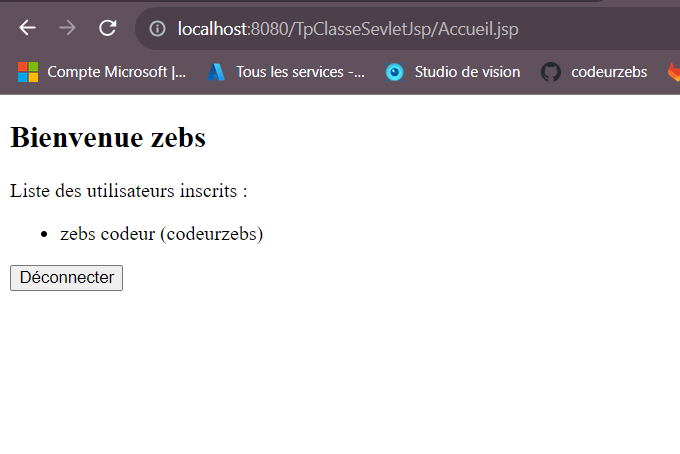 localhost:8080/TpClasseSevletJsp/Accueil.jsp
Compte Microsoft |... Tous les services -... Studio de vision codeurzebs
Bienvenue zebs
Liste des utilisateurs inscrits :
• zebs codeur (codeurzebs)
Déconnecter